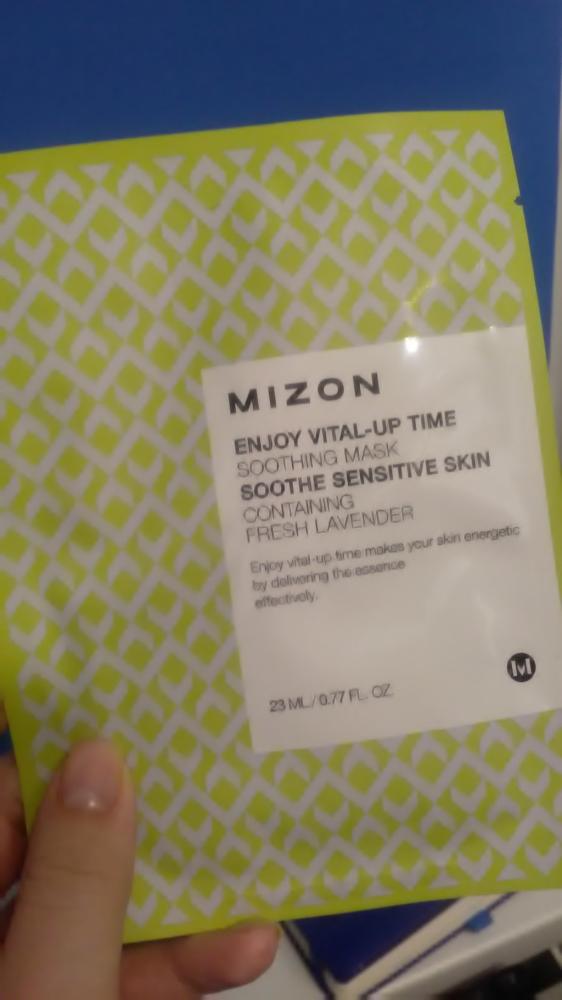 MIZON
ENJOY VITAL-UP TIME
SOOTHING MASK
SOOTHE SENSITIVE SKIN
CONTAINING
FRESH LAVENDER
Enjoy vital-up time makes your skin energetic
by delivering the essence
effectively.
M
23 ML / 0.77 FL. OZ.